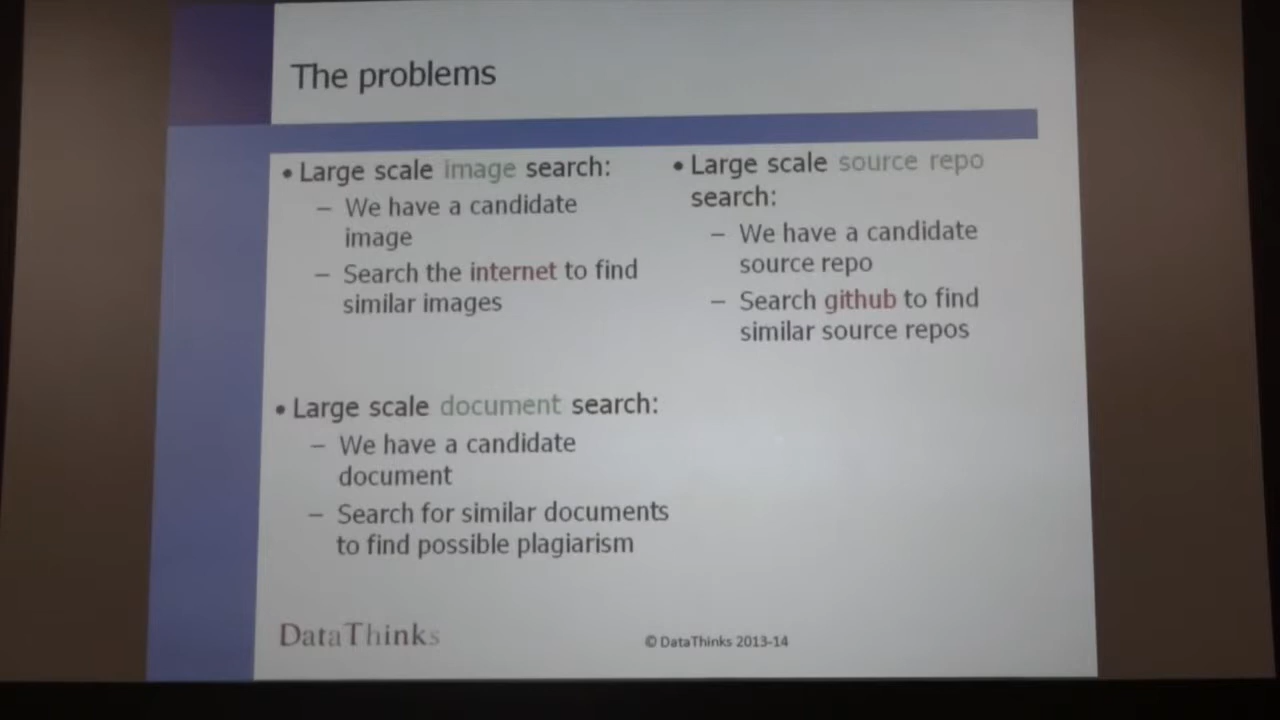 The problems
• Large scale image search:
– We have a candidate
image
– Search the internet to find
similar images
• Large scale document search:
– We have a candidate
document
– Search for similar documents
to find possible plagiarism
• Large scale source repo
search:
– We have a candidate
source repo
– Search github to find
similar source repos
DataThinks
© DataThinks 2013-14